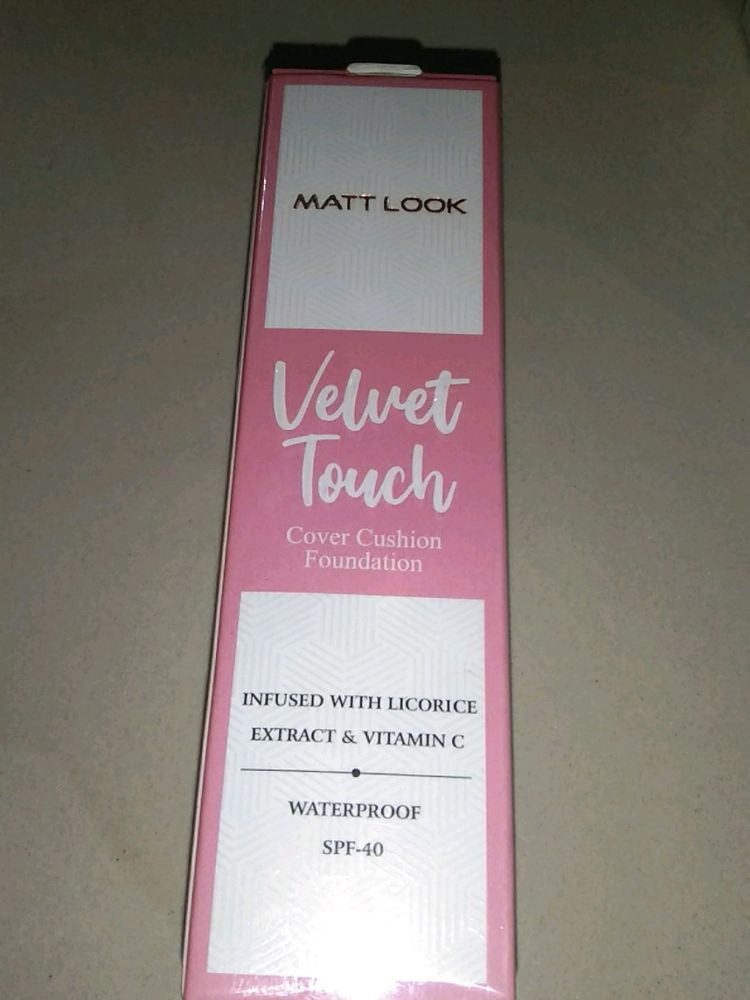 MATT LOOK
Velvet
Touch
Cover Cushion
Foundation
INFUSED WITH LICORICE
EXTRACT & VITAMIN C
WATERPROOF
SPF-40